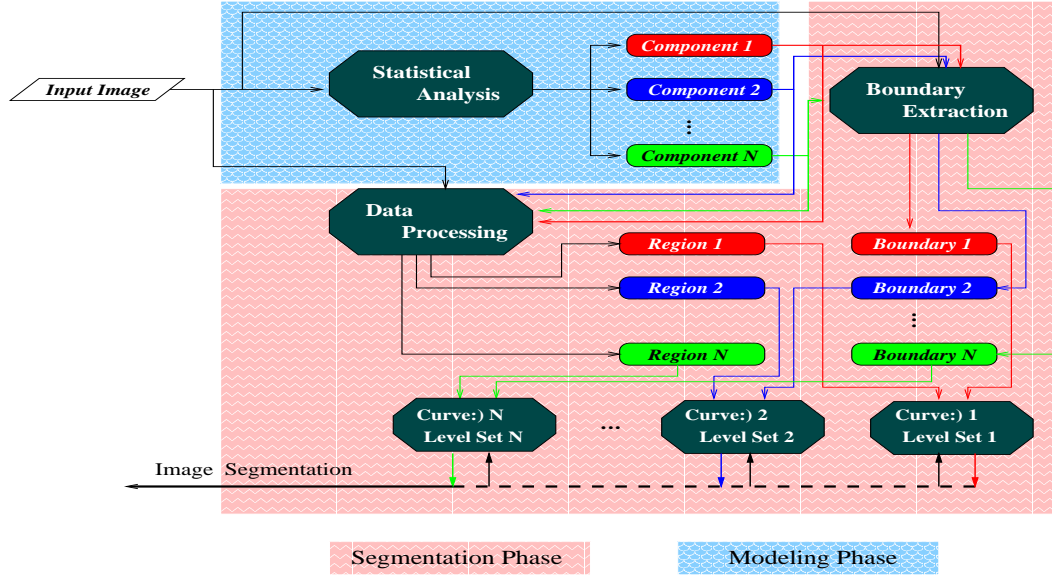 Input Image
Statistical
Analysis
Component 1
Component 2
...
Component N
Boundary
Extraction
Data
Processing
Region 1
Region 2
Region N
Boundary 1
Boundary 2
...
Boundary N
Curve:) N
Level Set N
...
Curve:) 2
Level Set 2
Curve:) 1
Level Set 1
Image Segmentation
Segmentation Phase
Modeling Phase